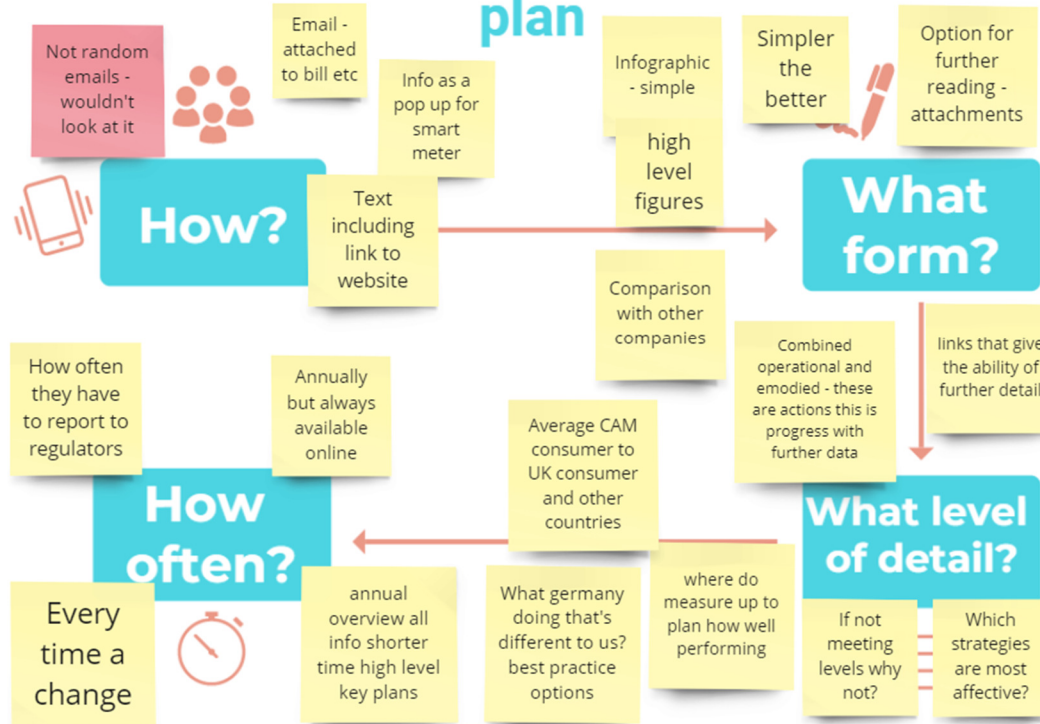 plan
Not random
emails -
wouldn't
look at it
Email -
attached
to bill etc
Info as a
pop up for
smart
meter
How?
Text
including
link to
website
Infographic
- simple
Simpler
the
better
Option for
further
reading -
attachments
high
level
figures
What
form?
Comparison
with other
companies
Combined
operational and
emodied - these
are actions this is
progress with
further data
links that give
the ability of
further detail
How often
they have
to report to
regulators
Annually
but always
available
online
Average CAM
consumer to
UK consumer
and other
countries
How
often?
What level
of detail?
Every
time a
change
annual
overview all
info shorter
time high level
key plans
What germany
doing that's
different to us?
best practice
options
where do
measure up to
plan how well
performing
If not
meeting
levels why
not?
Which
strategies
are most
affective?